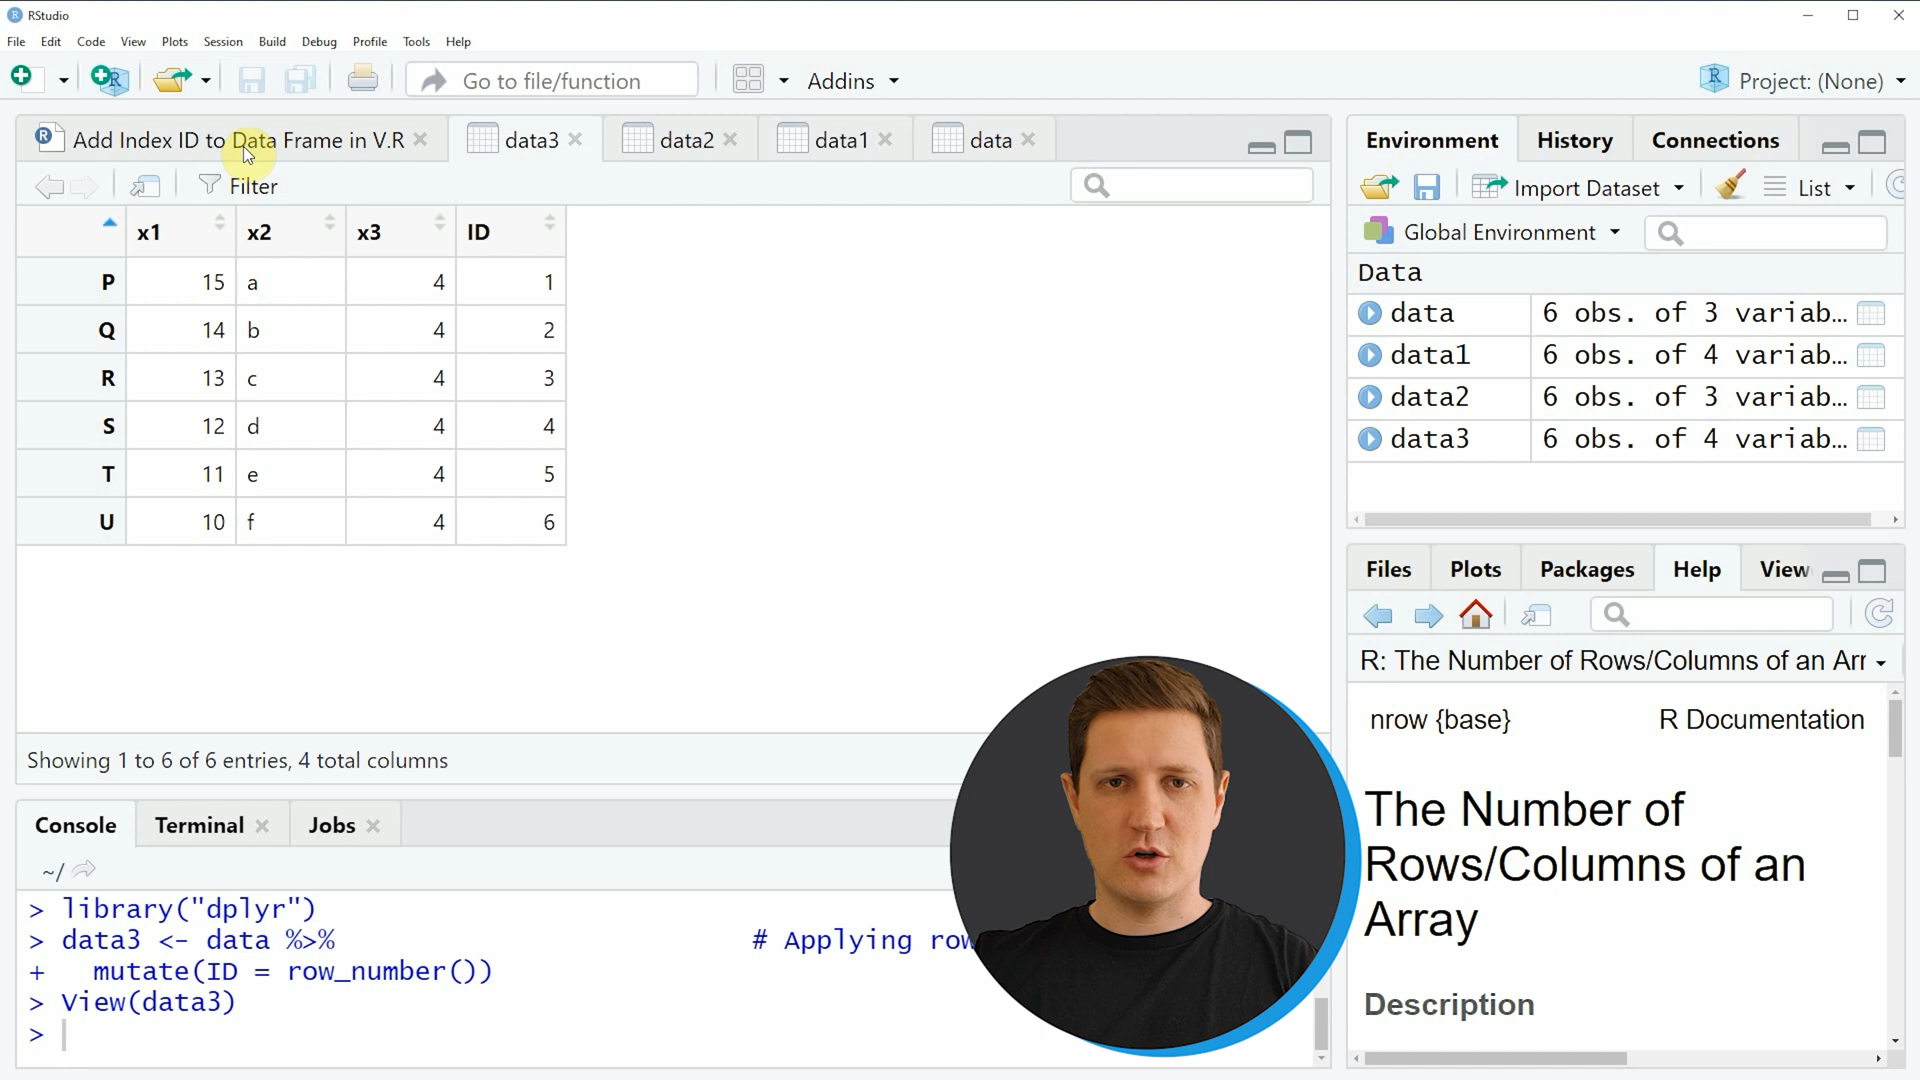 RStudio
File Edit Code View Plots Session Build Debug Profile Tools Help
Go to file/function Addins Project: (None)
Add Index ID to Data Frame in V.R data3 data2 data1 data
Filter
x1 x2 x3 ID
P 15 a 4 1
Q 14 b 4 2
R 13 c 4 3
S 12 d 4 4
T 11 e 4 5
U 10 f 4 6
Showing 1 to 6 of 6 entries, 4 total columns
Console Terminal Jobs
~/
> library("dplyr")
> data3 <- data %>% # Applying row
+ mutate(ID = row_number())
> View(data3)
>
Environment History Connections
Import Dataset List
Global Environment
Data
data 6 obs. of 3 variab...
data1 6 obs. of 4 variab...
data2 6 obs. of 3 variab...
data3 6 obs. of 4 variab...
Files Plots Packages Help View
R: The Number of Rows/Columns of an Arr
nrow {base} R Documentation
The Number of
Rows/Columns of an
Array
Description